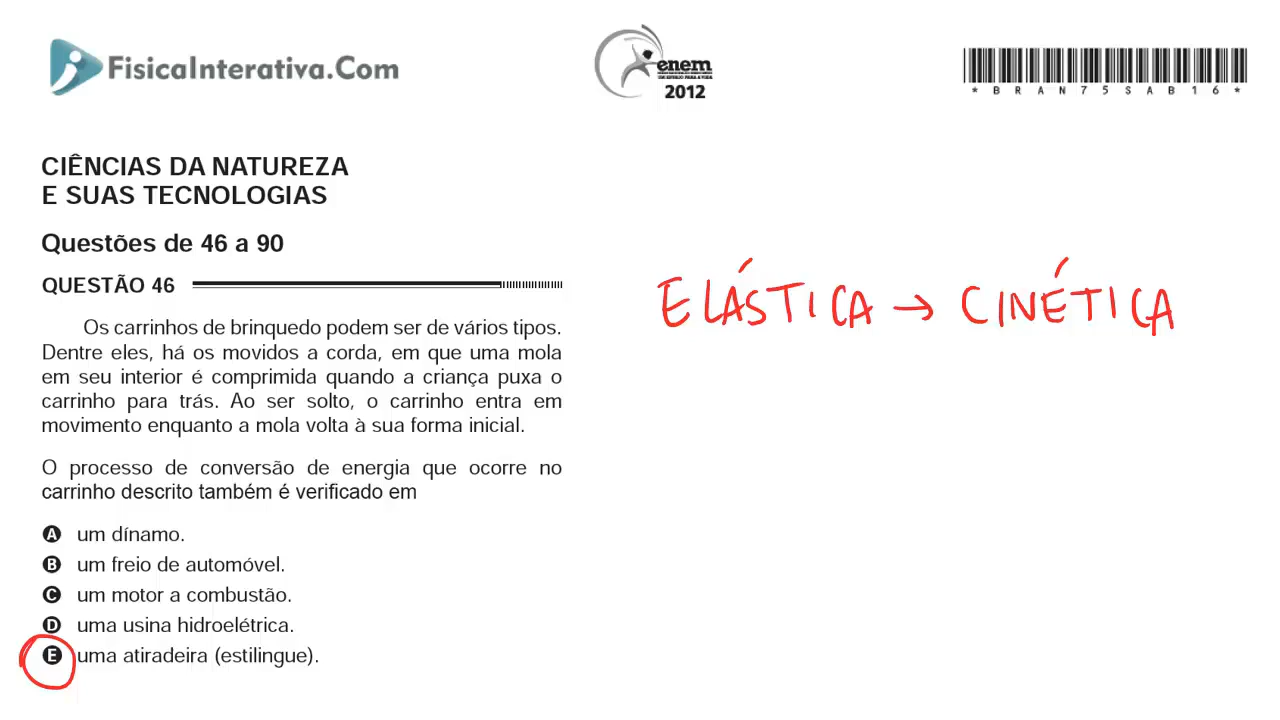 FisicaInterativa.Com
enem
2012
*BRAN75SAB16*
CIÊNCIAS DA NATUREZA
E SUAS TECNOLOGIAS
Questões de 46 a 90
QUESTÃO 46
Os carrinhos de brinquedo podem ser de vários tipos.
Dentre eles, há os movidos a corda, em que uma mola
em seu interior é comprimida quando a criança puxa o
carrinho para trás. Ao ser solto, o carrinho entra em
movimento enquanto a mola volta à sua forma inicial.
O processo de conversão de energia que ocorre no
carrinho descrito também é verificado em
A um dínamo.
B um freio de automóvel.
C um motor a combustão.
D uma usina hidroelétrica.
E uma atiradeira (estilingue).
ELÁSTICA → CINÉTICA